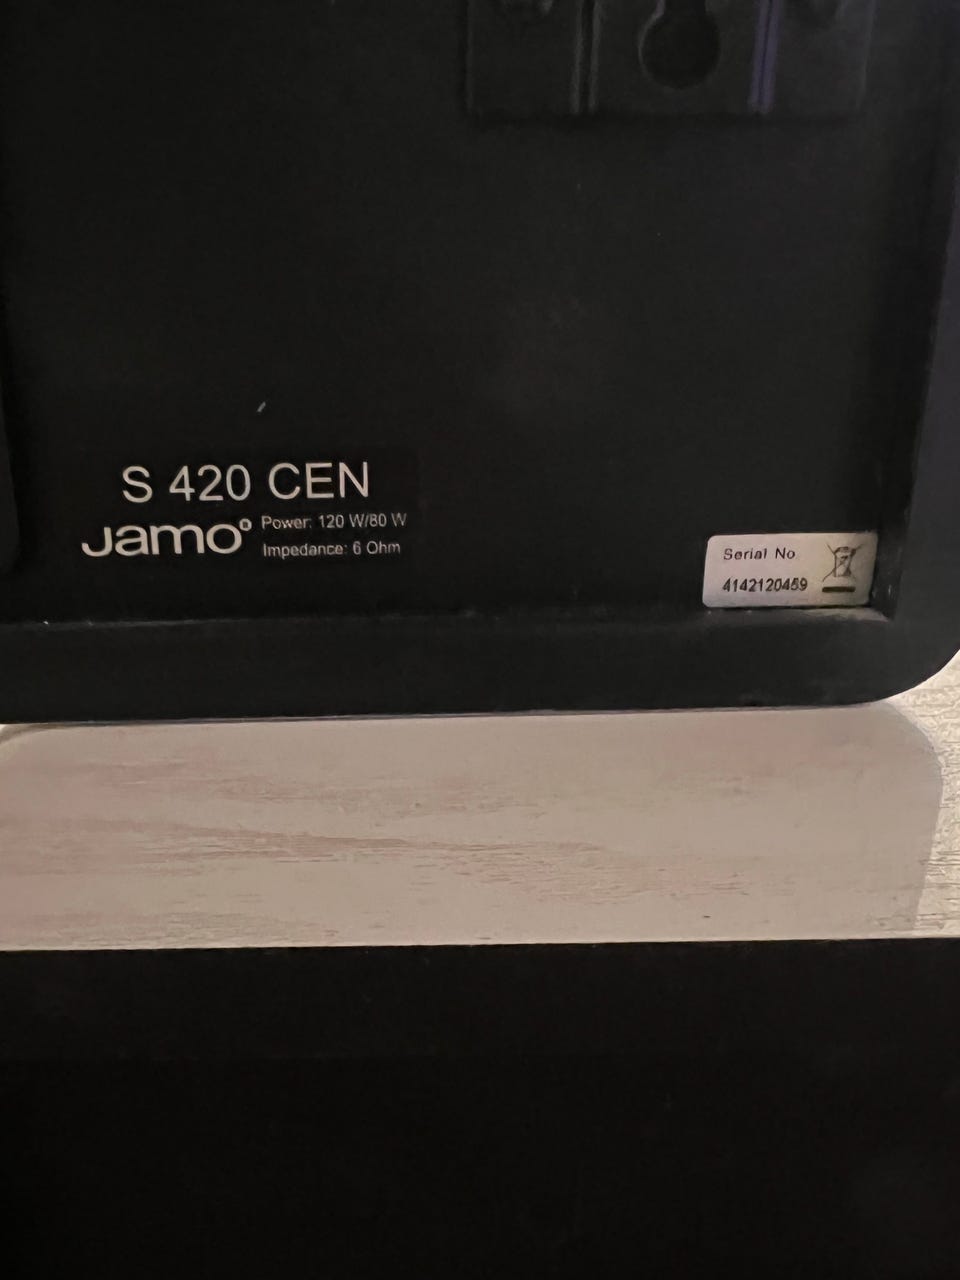 S 420 CEN
Jamo®
Power: 120 W/80 W
Impedance: 6 Ohm
Serial No
4142120459